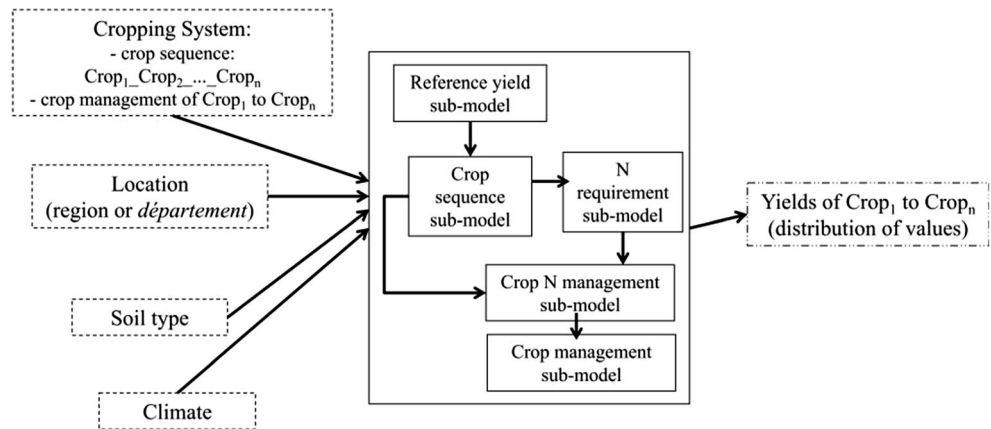 Cropping System:
- crop sequence:
Crop₁_Crop₂_..._Cropₙ
- crop management of Crop₁ to Cropₙ
Location
(region or département)
Soil type
Climate
Reference yield
sub-model
Crop
sequence
sub-model
N
requirement
sub-model
Crop N management
sub-model
Crop management
sub-model
Yields of Crop₁ to Cropₙ
(distribution of values)